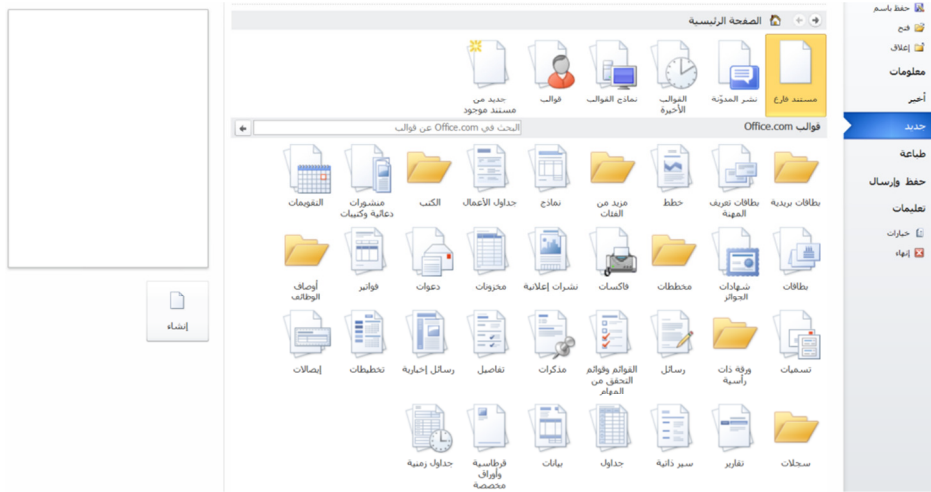 حفظ باسم
فتح
إغلاق
معلومات
أخير
جديد
طباعة
حفظ وإرسال
تعليمات
خيارات
إنهاء
الصفحة الرئيسية
مستند فارغ
نشر المدوّنة
القوالب
الأخيرة
نماذج القوالب
قوالب
جديد من
مستند موجود
قوالب Office.com
البحث في Office.com عن قوالب
بطاقات بريدية
بطاقات تعريف
المهنة
خطط
مزيد من
الفئات
نماذج
جداول الأعمال
الكتب
منشورات
دعائية وكتيبات
التقويمات
بطاقات
شهادات
الجوائز
مخططات
فاكسات
نشرات إعلانية
مخزونات
دعوات
فواتير
أوصاف
الوظائف
تسميات
ورقة ذات
رأسية
رسائل
القوائم وقوائم
التحقق من
المهام
مذكرات
تفاصيل
رسائل إخبارية
تخطيطات
إيصالات
سجلات
تقارير
سير ذاتية
جداول
بيانات
قرطاسية
وأوراق
مخصصة
جداول زمنية
إنشاء